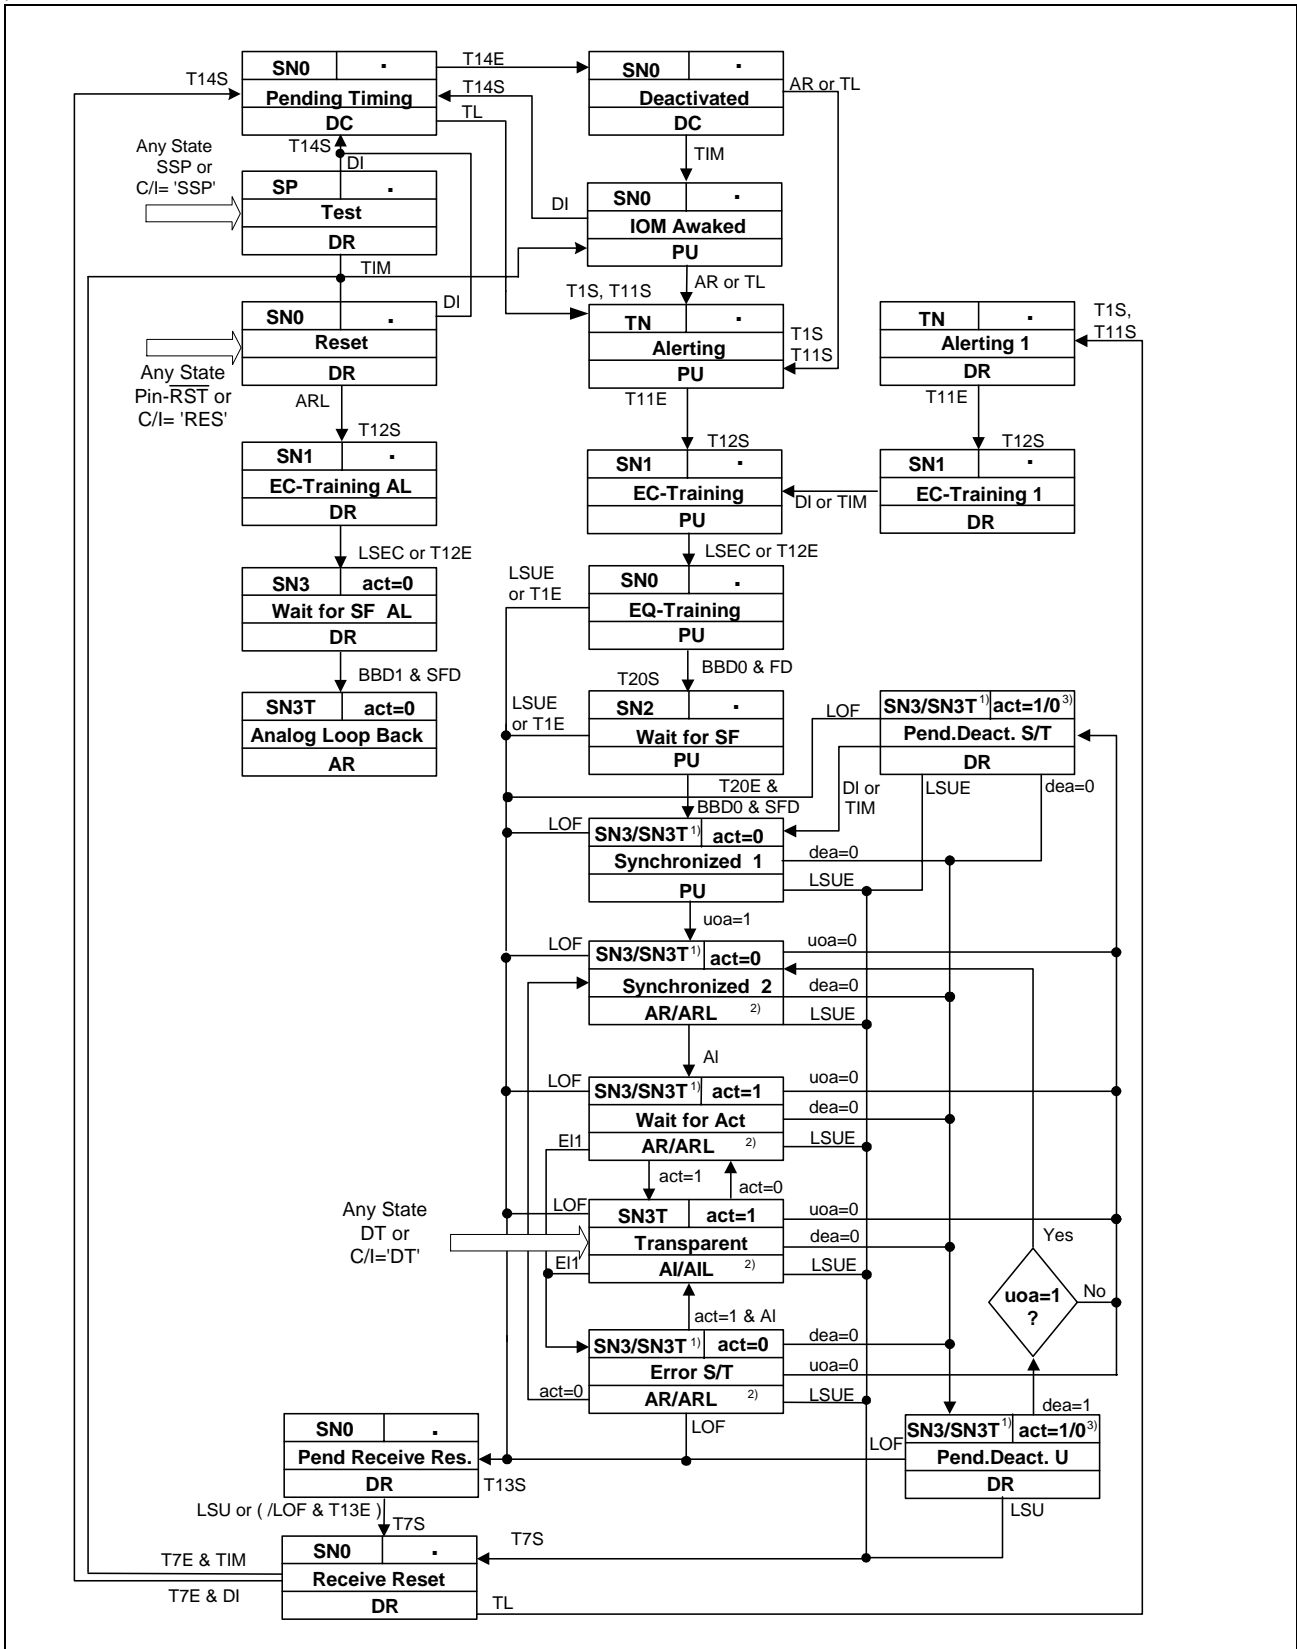 SN0 .
Pending Timing
DC
T14E
T14S
T14S
TL
SN0 .
Deactivated
DC
AR or TL
TIM
Any State
SSP or
C/I= 'SSP'
T14S
DI
SP .
Test
DR
DI
SN0 .
IOM Awaked
PU
TIM
AR or TL
DI
SN0 .
Reset
DR
Any State
Pin-RST or
C/I= 'RES'
T1S, T11S
TN .
Alerting
PU
T1S
T11S
TN .
Alerting 1
DR
T1S,
T11S
ARL
T12S
T11E
T12S
T11E
T12S
SN1 .
EC-Training AL
DR
SN1 .
EC-Training
PU
DI or TIM
SN1 .
EC-Training 1
DR
LSEC or T12E
LSEC or T12E
SN3 act=0
Wait for SF AL
DR
LSUE
or T1E
SN0 .
EQ-Training
PU
BBD1 & SFD
BBD0 & FD
T20S
SN3T act=0
Analog Loop Back
AR
LSUE
or T1E
SN2 .
Wait for SF
PU
LOF
SN3/SN3T 1) act=1/0 3)
Pend.Deact. S/T
DR
T20E &
BBD0 & SFD
DI or
TIM
LSUE
dea=0
LOF
SN3/SN3T 1) act=0
Synchronized 1
PU
dea=0
LSUE
uoa=1
LOF
SN3/SN3T 1) act=0
Synchronized 2
AR/ARL 2)
uoa=0
dea=0
LSUE
AI
LOF
SN3/SN3T 1) act=1
Wait for Act
AR/ARL 2)
uoa=0
dea=0
LSUE
EI1
act=1
act=0
Any State
DT or
C/I='DT'
LOF
SN3T act=1
Transparent
AI/AIL 2)
uoa=0
dea=0
LSUE
EI1
Yes
uoa=1
?
No
act=1 & AI
SN3/SN3T 1) act=0
Error S/T
AR/ARL 2)
dea=0
uoa=0
LSUE
act=0
LOF
dea=1
SN0 .
Pend Receive Res.
DR
T13S
LOF
SN3/SN3T 1) act=1/0 3)
Pend.Deact. U
DR
LSU
LSU or ( /LOF & T13E )
T7S
T7S
SN0 .
Receive Reset
DR
T7E & TIM
T7E & DI
TL